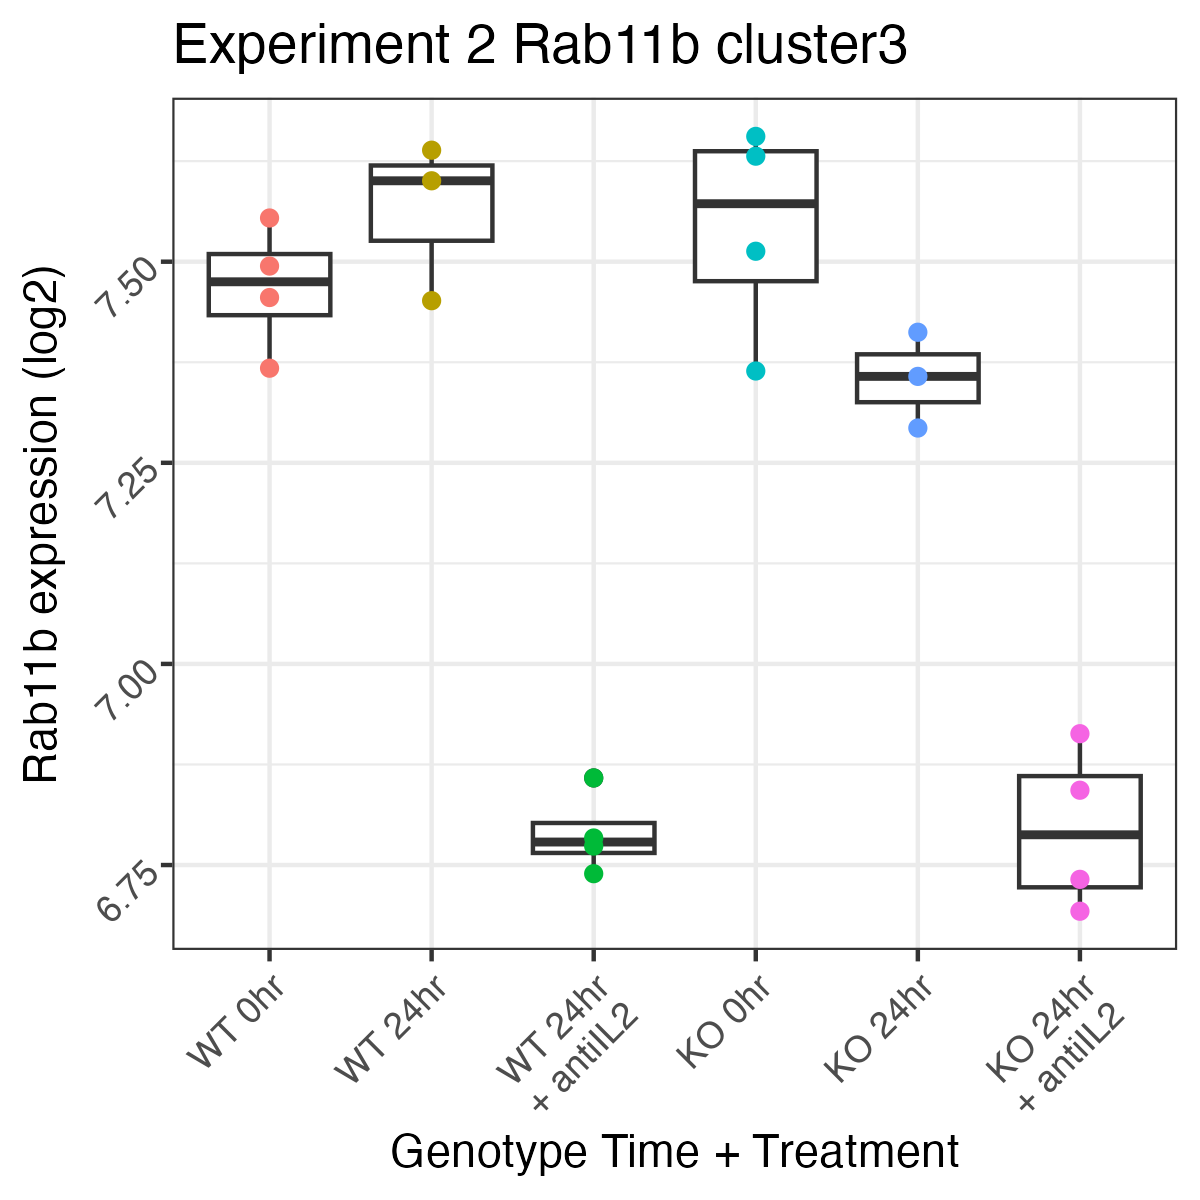 Experiment 2 Rab11b cluster3
Rab11b expression (log2)
7.50
7.25
7.00
6.75
WT 0hr
WT 24hr
WT 24hr
+ antiIL2
KO 0hr
KO 24hr
KO 24hr
+ antiIL2
Genotype Time + Treatment